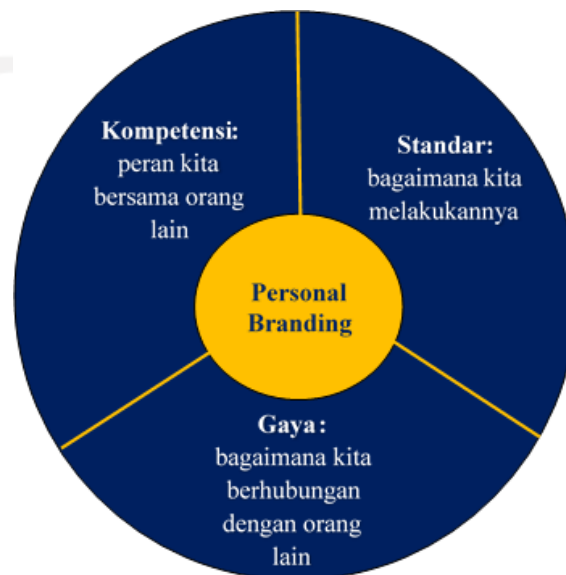 Kompetensi:
peran kita
bersama orang
lain
Standar:
bagaimana kita
melakukannya
Personal
Branding
Gaya :
bagaimana kita
berhubungan
dengan orang
lain